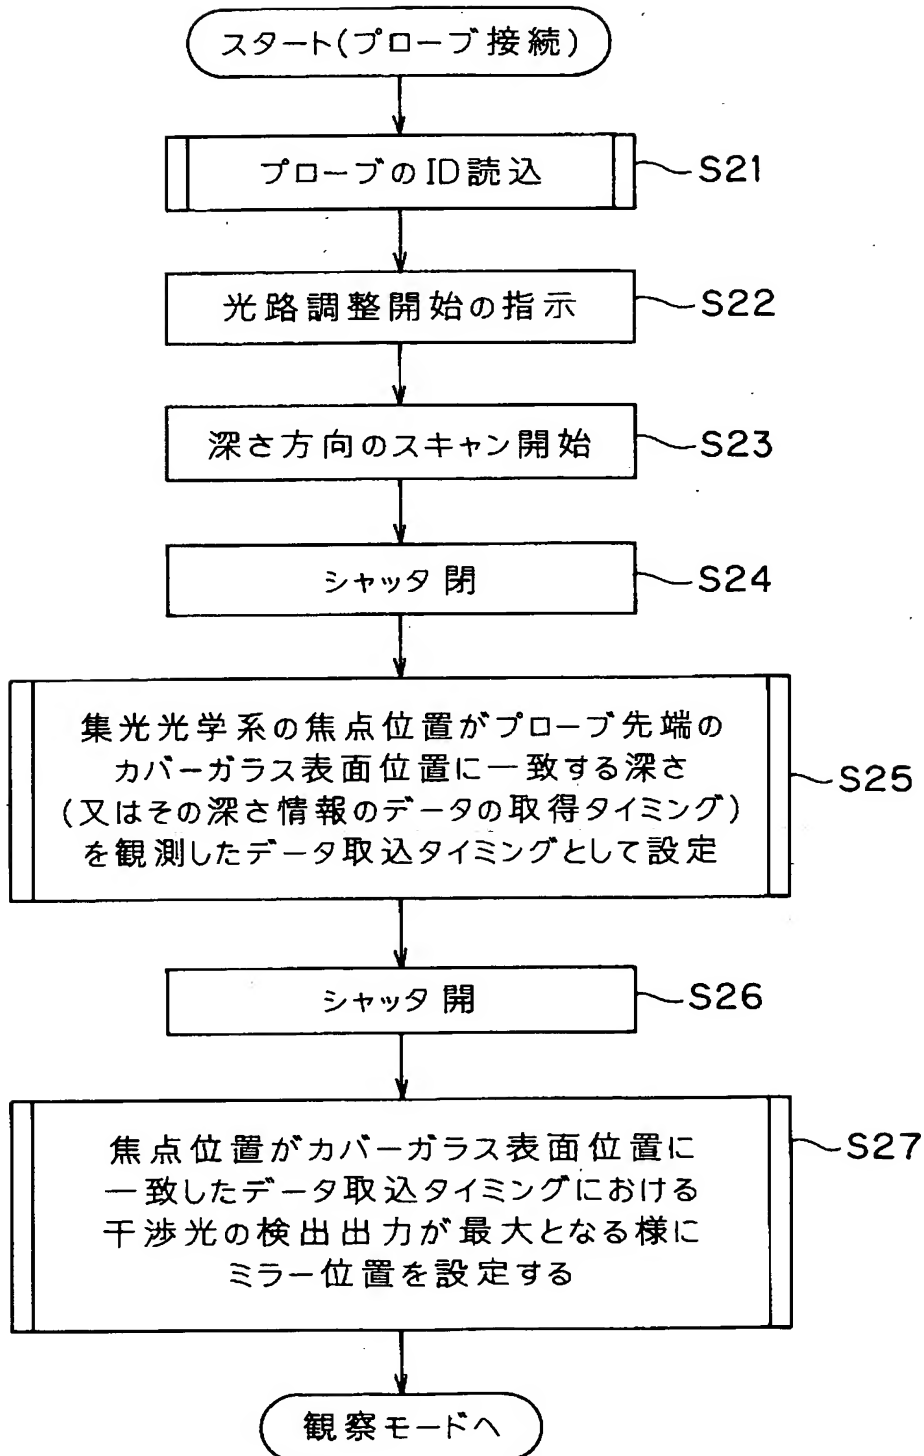 スタート(プローブ接続)
プローブのID読込
S21
光路調整開始の指示
S22
深さ方向のスキャン開始
S23
シャッタ閉
S24
集光光学系の焦点位置がプローブ先端の
カバーガラス表面位置に一致する深さ
(又はその深さ情報のデータの取得タイミング)
を観測したデータ取込タイミングとして設定
S25
シャッタ開
S26
焦点位置がカバーガラス表面位置に
一致したデータ取込タイミングにおける
干渉光の検出出力が最大となる様に
ミラー位置を設定する
S27
観察モードへ